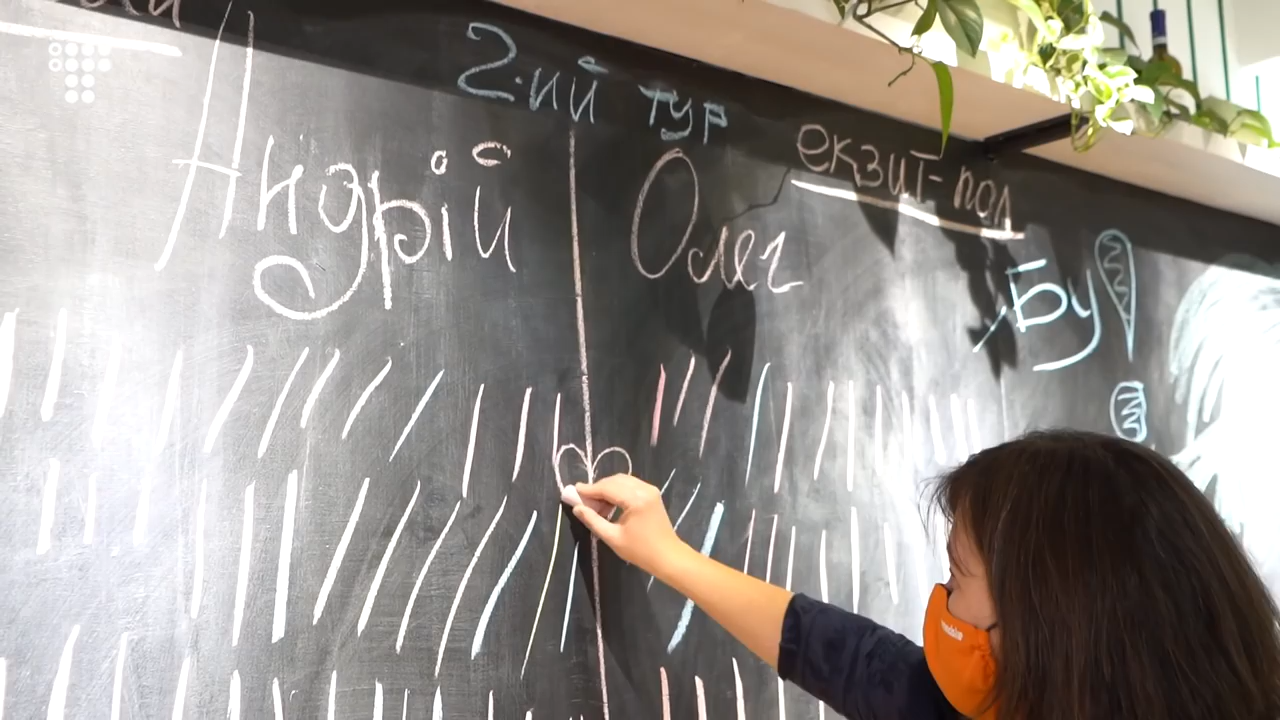 2-ий тур
екзит-пол
Андрій
Олег
Бу!